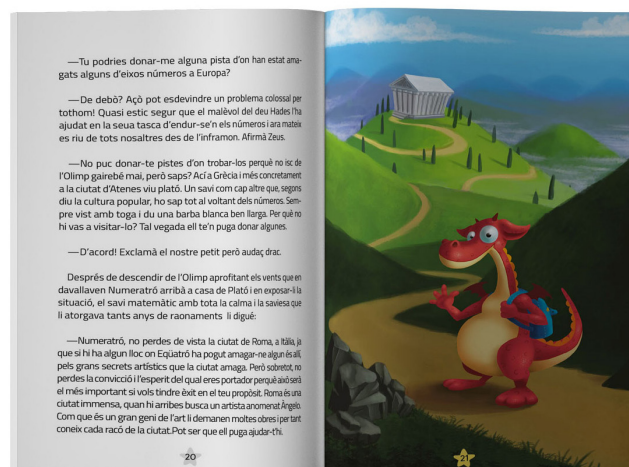 —Tu podries donar-me alguna pista d'on han estat ama-
gats alguns d'eixos números a Europa?
—De debò? Açò pot esdevindre un problema colossal per
tothom! Quasi estic segur que el malèvol del deu Hades l'ha
ajudat en la seua tasca d'endur-se'n els números i ara mateix
es riu de tots nosaltres des de l'inframon. Afirmà Zeus.
—No puc donar-te pistes d'on trobar-los perquè no isc de
l'Olimp gairebé mai, però saps? Ací a Grècia i més concretament
a la ciutat d'Atenes viu plató. Un savi com cap altre que, segons
diu la cultura popular, ho sap tot al voltant dels números. Sem-
pre vist amb toga i du una barba blanca ben llarga. Per què no
hi vas a visitar-lo? Tal vegada ell te'n puga donar algunes.
—D'acord! Exclamà el nostre petit però audaç drac.
Després de descendir de l'Olimp aprofitant els vents que en
davallaven Numeratró arribà a casa de Plató i en exposar-li la
situació, el savi matemàtic amb tota la calma i la saviesa que
li atorgava tants anys de raonaments li digué:
—Numeratró, no perdes de vista la ciutat de Roma, a Itàlia, ja
que si hi ha algun lloc on Eqüatró ha pogut amagar-ne algun és allí,
pels grans secrets artístics que la ciutat amaga. Però sobretot, no
perdes la convicció i l'esperit del qual eres portador perquè això serà
el més important si vols tindre èxit en el teu propòsit. Roma és una
ciutat immensa, quan hi arribes busca un artista anomenat Àngelo.
Com que és un gran geni de l'art li demanen moltes obres i per tant
coneix cada racó de la ciutat.Pot ser que ell puga ajudar-t'hi.
20
21